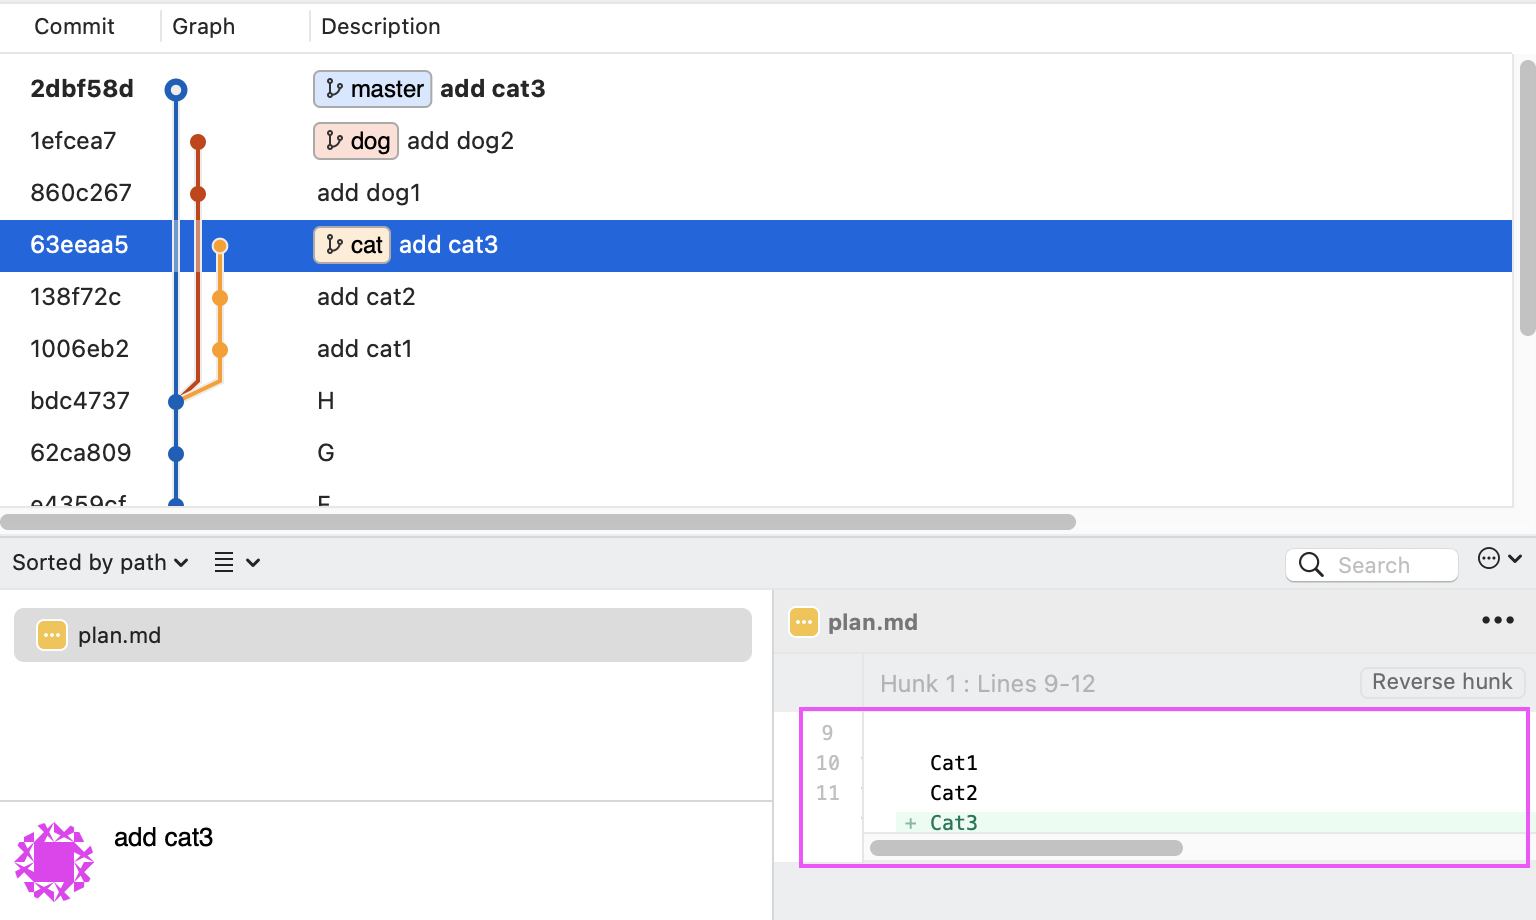 Commit Graph Description
2dbf58d master add cat3
1efcea7 dog add dog2
860c267 add dog1
63eeaa5 cat add cat3
138f72c add cat2
1006eb2 add cat1
bdc4737 H
62ca809 G
e4359cf
Sorted by path
Search
plan.md
plan.md
Hunk 1 : Lines 9-12
Reverse hunk
9
10 Cat1
11 Cat2
+ Cat3
add cat3